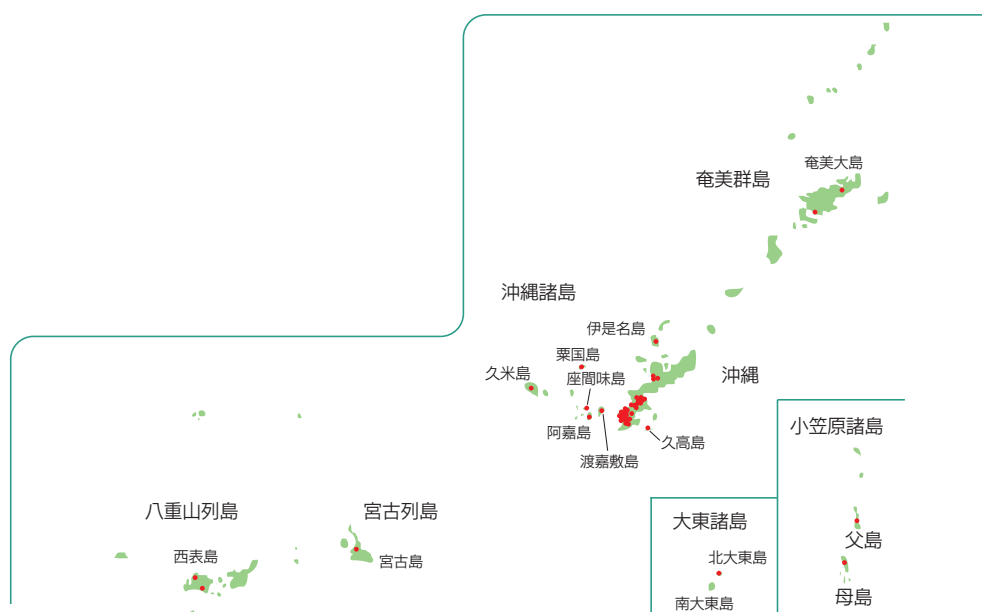 奄美大島
奄美群島
沖縄諸島
伊是名島
粟国島
久米島
座間味島
沖縄
阿嘉島
久高島
渡嘉敷島
小笠原諸島
八重山列島
宮古列島
大東諸島
西表島
宮古島
北大東島
父島
南大東島
母島